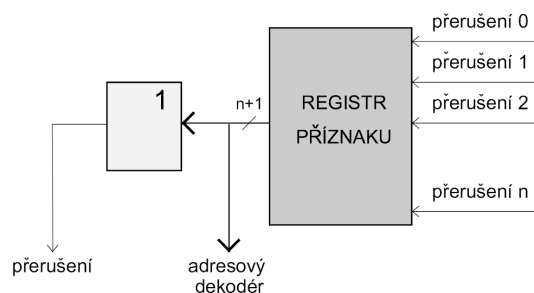 přerušení 0
přerušení 1
přerušení 2
přerušení n
REGISTR
PŘÍZNAKU
n+1
1
přerušení
adresový
dekodér